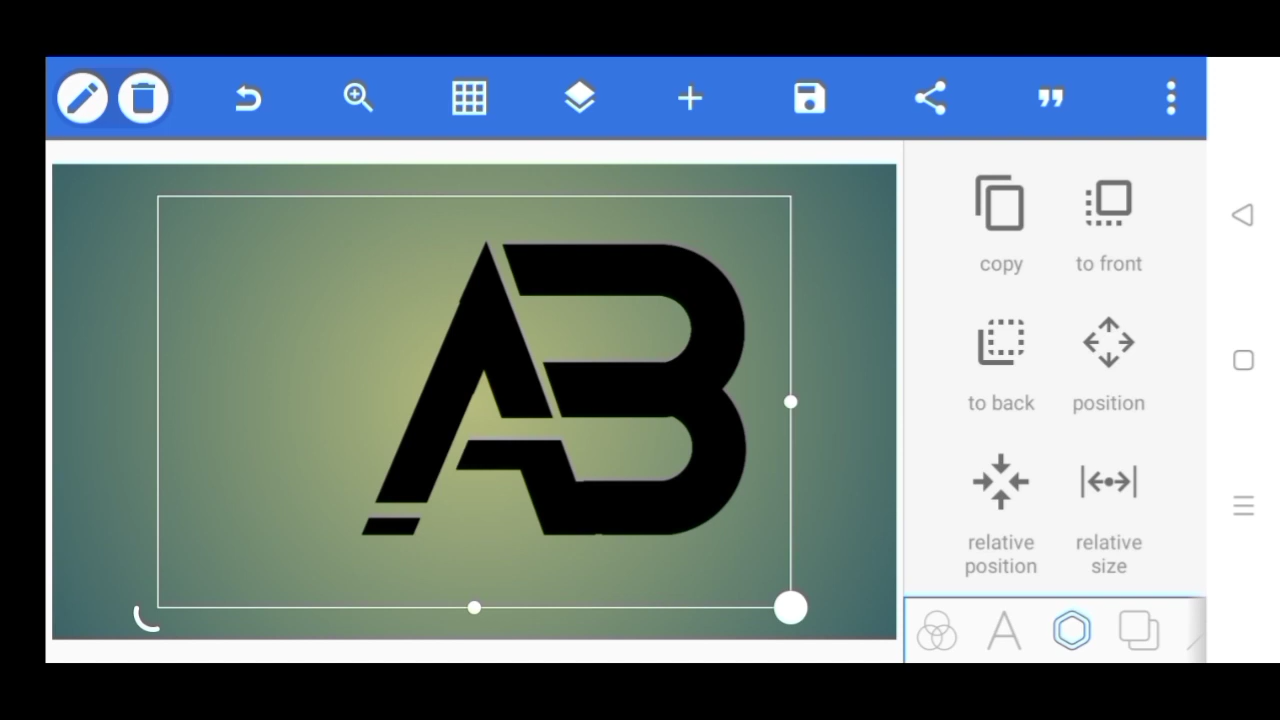 AB
copy
to front
to back
position
relative
position
relative
size